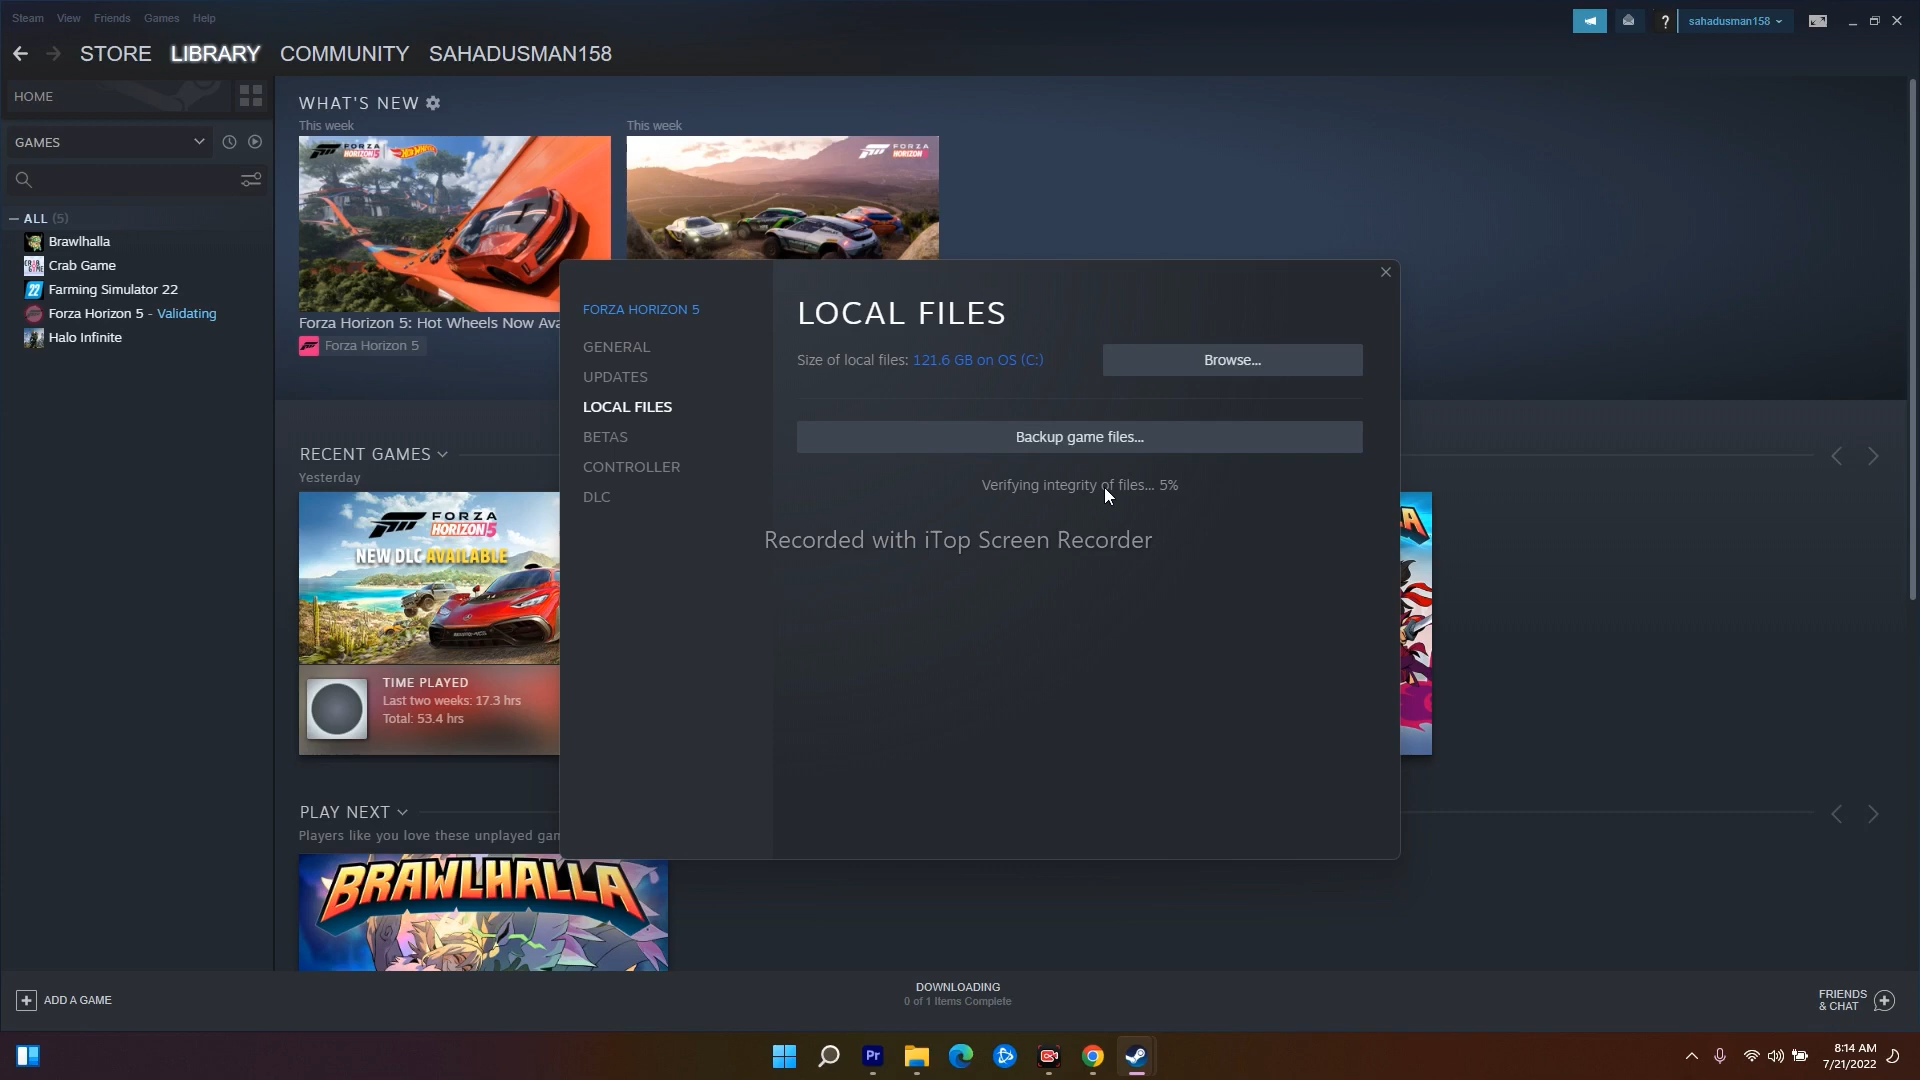 Steam View Friends Games Help
sahadusman158
STORE LIBRARY COMMUNITY SAHADUSMAN158
HOME
GAMES
ALL (5)
Brawlhalla
Crab Game
Farming Simulator 22
Forza Horizon 5 - Validating
Halo Infinite
WHAT'S NEW
This week
This week
FORZA HORIZON 5 HOT WHEELS
FORZA HORIZON 5
Forza Horizon 5: Hot Wheels Now Ava
Forza Horizon 5
RECENT GAMES
Yesterday
FORZA
HORIZON 5
NEW DLC AVAILABLE
TIME PLAYED
Last two weeks: 17.3 hrs
Total: 53.4 hrs
PLAY NEXT
Players like you love these unplayed gam
BRAWLHALLA
FORZA HORIZON 5
GENERAL
UPDATES
LOCAL FILES
BETAS
CONTROLLER
DLC
LOCAL FILES
Size of local files: 121.6 GB on OS (C:)
Browse...
Backup game files...
Verifying integrity of files... 5%
Recorded with iTop Screen Recorder
ADD A GAME
DOWNLOADING
0 of 1 Items Complete
FRIENDS
& CHAT
Pr
8:14 AM
7/21/2022